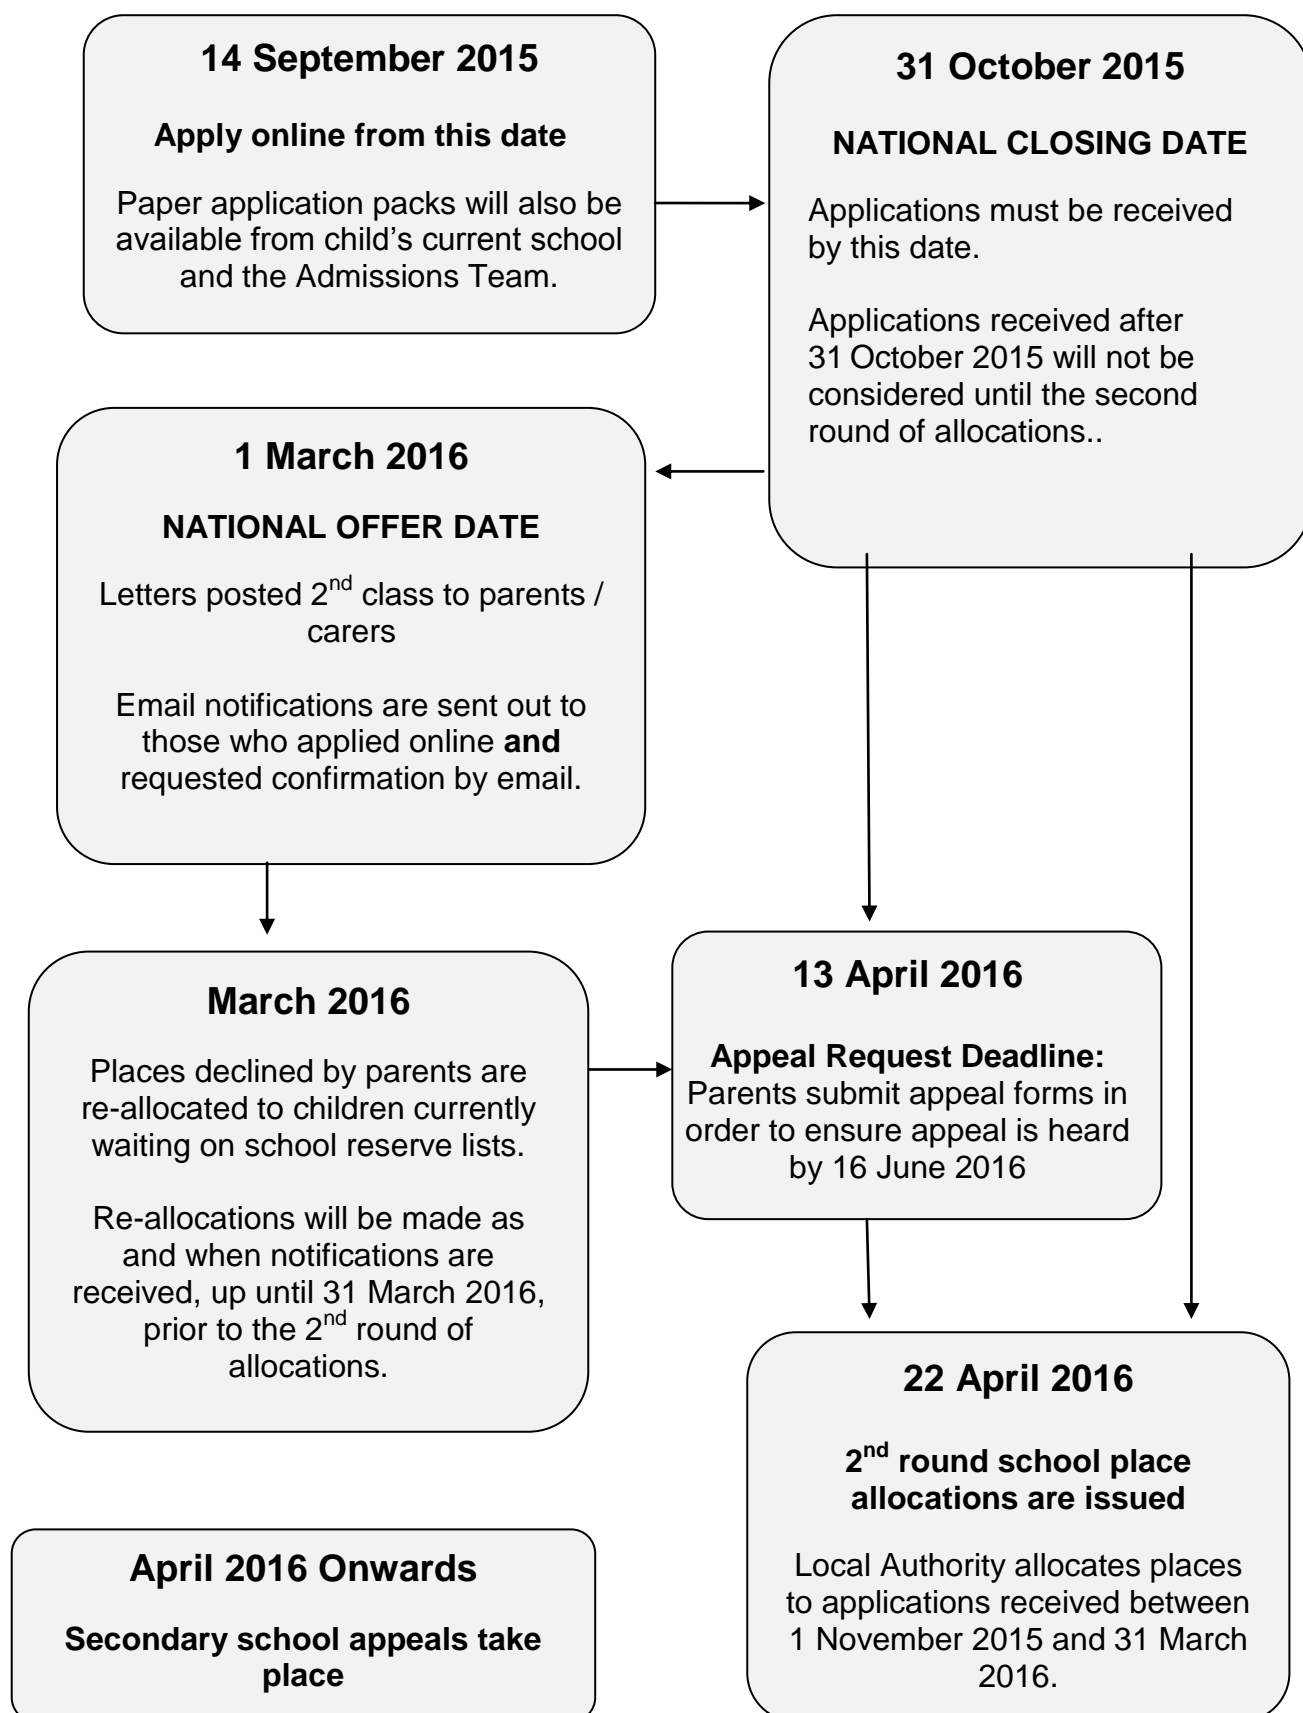 14 September 2015
Apply online from this date
Paper application packs will also be
available from child’s current school
and the Admissions Team.
31 October 2015
NATIONAL CLOSING DATE
Applications must be received
by this date.
Applications received after
31 October 2015 will not be
considered until the second
round of allocations..
1 March 2016
NATIONAL OFFER DATE
Letters posted 2nd class to parents /
carers
Email notifications are sent out to
those who applied online and
requested confirmation by email.
March 2016
Places declined by parents are
re-allocated to children currently
waiting on school reserve lists.
Re-allocations will be made as
and when notifications are
received, up until 31 March 2016,
prior to the 2nd round of
allocations.
13 April 2016
Appeal Request Deadline:
Parents submit appeal forms in
order to ensure appeal is heard
by 16 June 2016
22 April 2016
2nd round school place
allocations are issued
Local Authority allocates places
to applications received between
1 November 2015 and 31 March
2016.
April 2016 Onwards
Secondary school appeals take
place